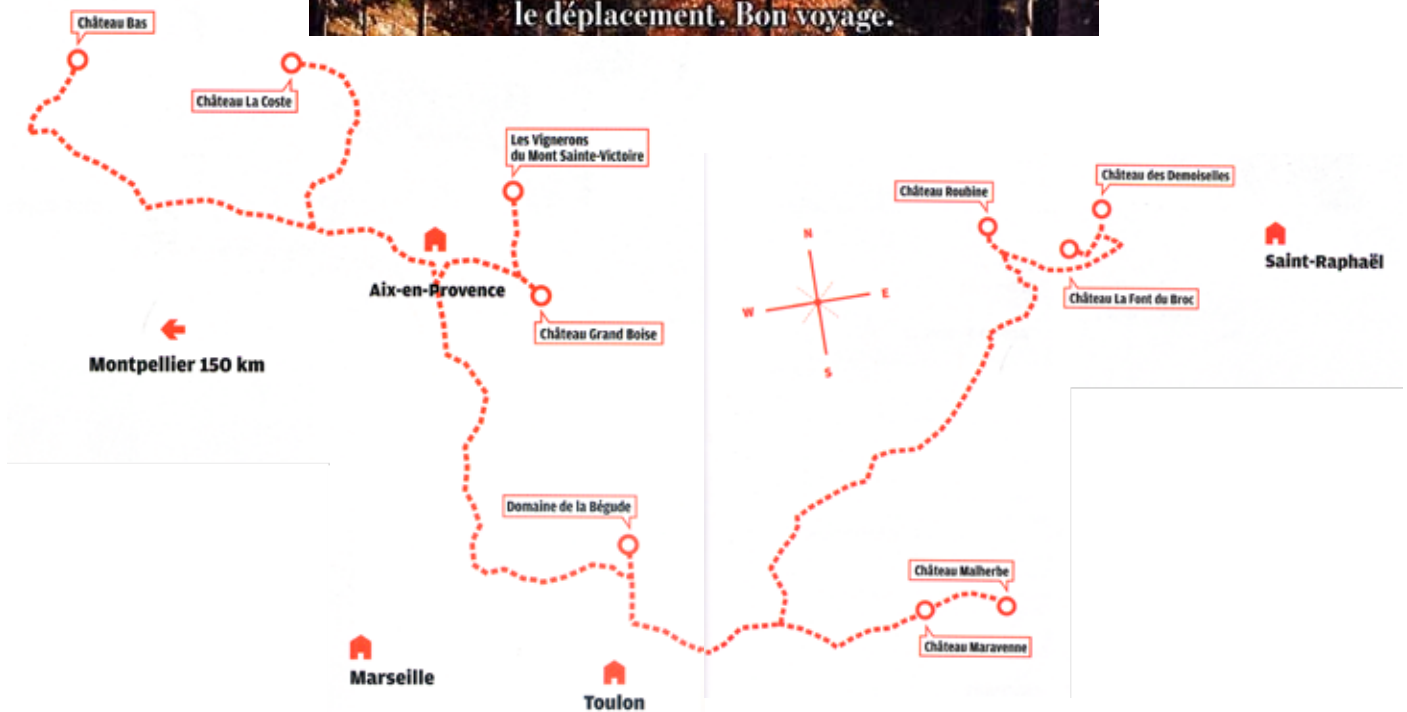 le déplacement. Bon voyage.
Château Bas
Château La Coste
Les Vignerons
du Mont Sainte-Victoire
Château Roubine
Château des Demoiselles
N
Saint-Raphaël
Aix-en-Provence
E
Château La Font du Broc
W
Château Grand Boise
Montpellier 150 km
S
Domaine de la Bégude
Château Malherbe
Château Maravenne
Marseille
Toulon